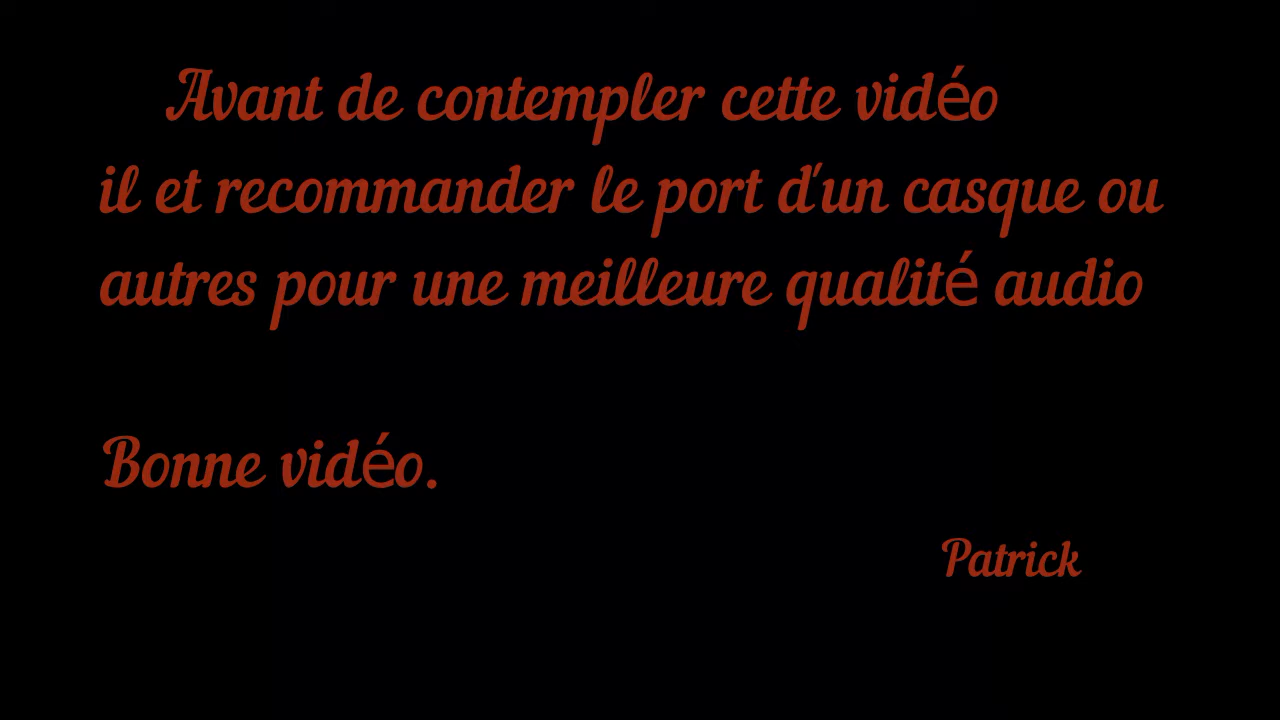 Avant de contempler cette vidéo
il et recommander le port d'un casque ou
autres pour une meilleure qualité audio
Bonne vidéo.
Patrick